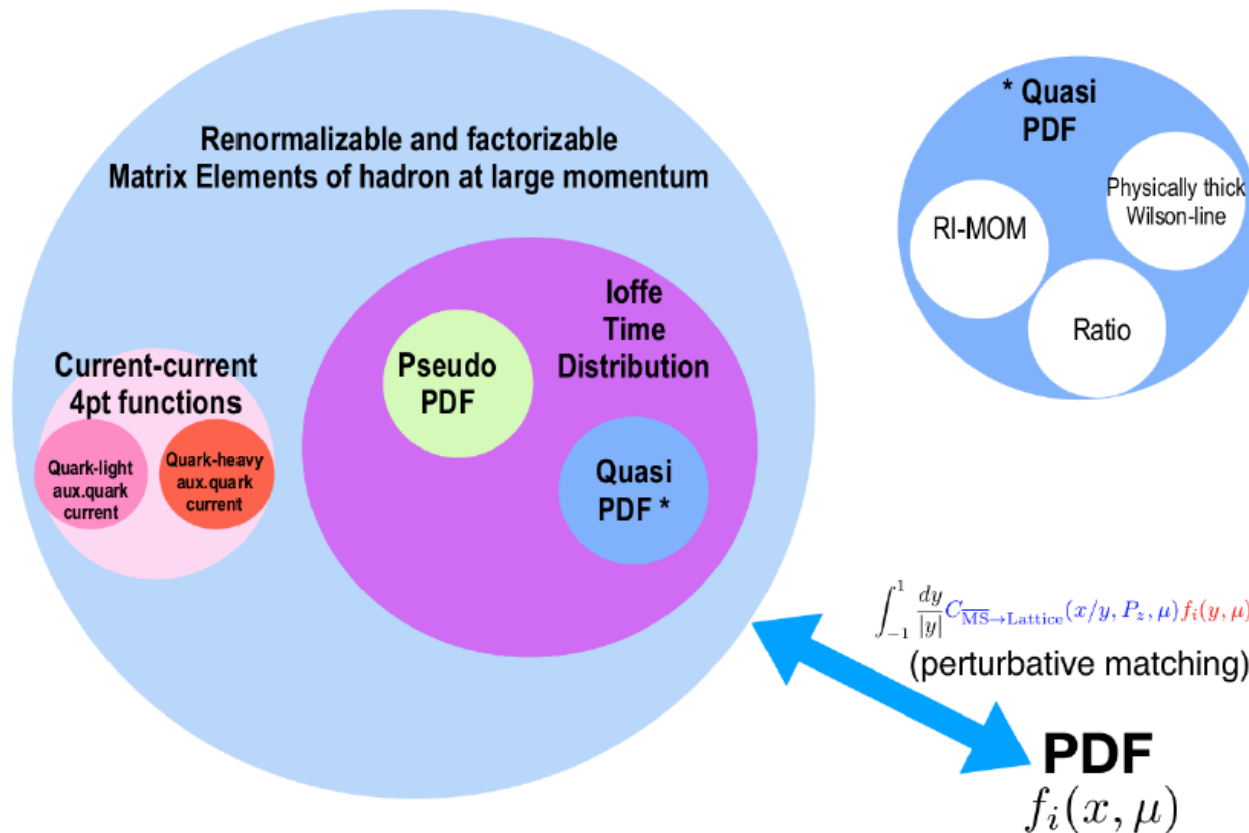 Renormalizable and factorizable
Matrix Elements of hadron at large momentum
Ioffe
Time
Distribution
Pseudo
PDF
Quasi
PDF *
Current-current
4pt functions
Quark-light
aux.quark
current
Quark-heavy
aux.quark
current
* Quasi
PDF
Physically thick
Wilson-line
RI-MOM
Ratio
∫_{-1}^{1} dy/|y| C_{\overline{MS}→Lattice}(x/y, P_z, μ) f_i(y, μ)
(perturbative matching)
PDF
f_i(x, μ)